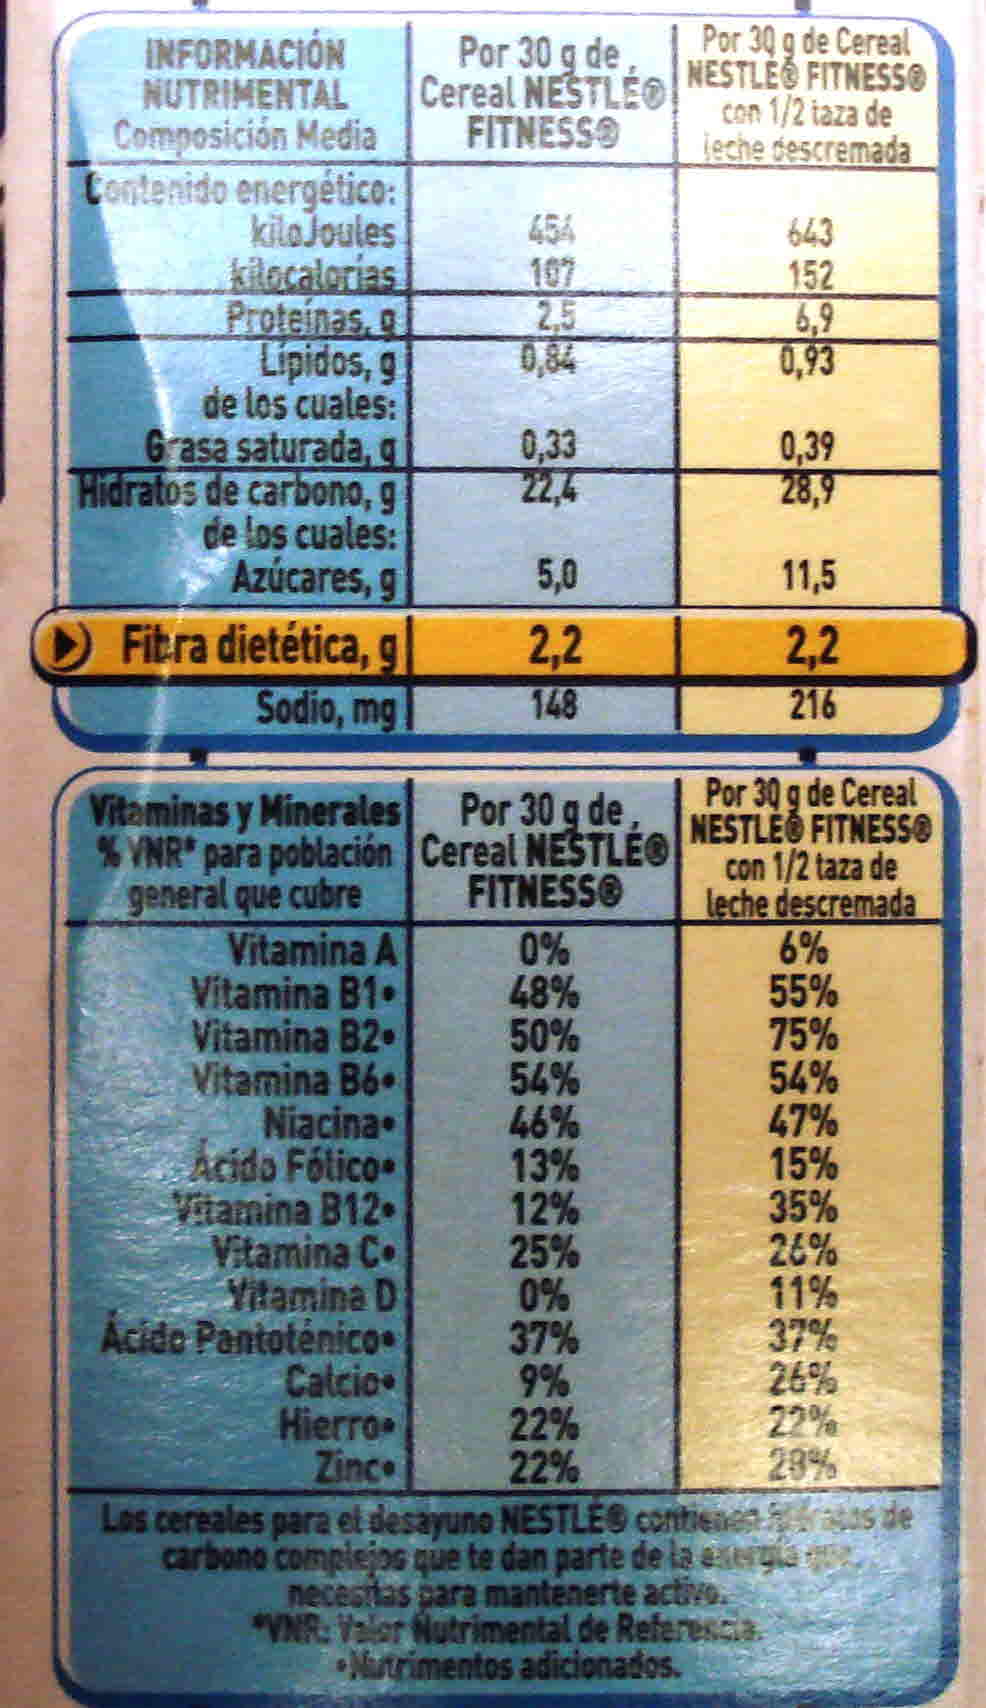 INFORMACIÓN NUTRIMENTAL Composición Media
Por 30 g de Cereal NESTLÉ® FITNESS®
Por 30 g de Cereal NESTLÉ® FITNESS® con 1/2 taza de leche descremada
Contenido energético:
kiloJoules 454 643
kilocalorías 107 152
Proteínas, g 2,5 6,9
Lípidos, g 0,84 0,93
de los cuales:
Grasa saturada, g 0,33 0,39
Hidratos de carbono, g 22,4 28,9
de los cuales:
Azúcares, g 5,0 11,5
Fibra dietética, g 2,2 2,2
Sodio, mg 148 216
Vitaminas y Minerales % VNR* para población general que cubre
Por 30 g de Cereal NESTLÉ® FITNESS®
Por 30 g de Cereal NESTLÉ® FITNESS® con 1/2 taza de leche descremada
Vitamina A 0% 6%
Vitamina B1• 48% 55%
Vitamina B2• 50% 75%
Vitamina B6• 54% 54%
Niacina• 46% 47%
Ácido Fólico• 13% 15%
Vitamina B12• 12% 35%
Vitamina C• 25% 26%
Vitamina D 0% 11%
Ácido Pantoténico• 37% 37%
Calcio• 9% 26%
Hierro• 22% 22%
Zinc• 22% 28%
Los cereales para el desayuno NESTLÉ® contienen hidratos de
carbono complejos que te dan parte de la energía que
necesitas para mantenerte activo.
*VNR: Valor Nutrimental de Referencia.
•Nutrimentos adicionados.